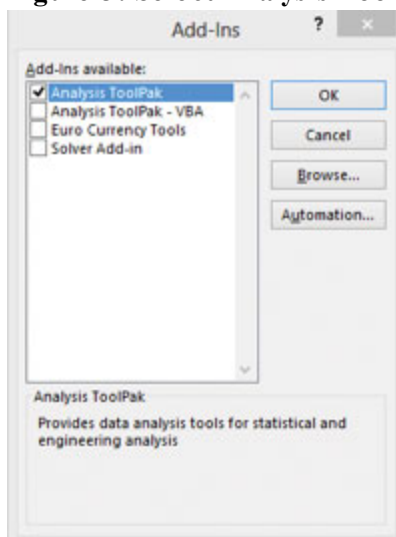 Add-Ins ?
Add-Ins available:
Analysis ToolPak
Analysis ToolPak - VBA
Euro Currency Tools
Solver Add-in
OK
Cancel
Browse...
Automation...
Analysis ToolPak
Provides data analysis tools for statistical and
engineering analysis